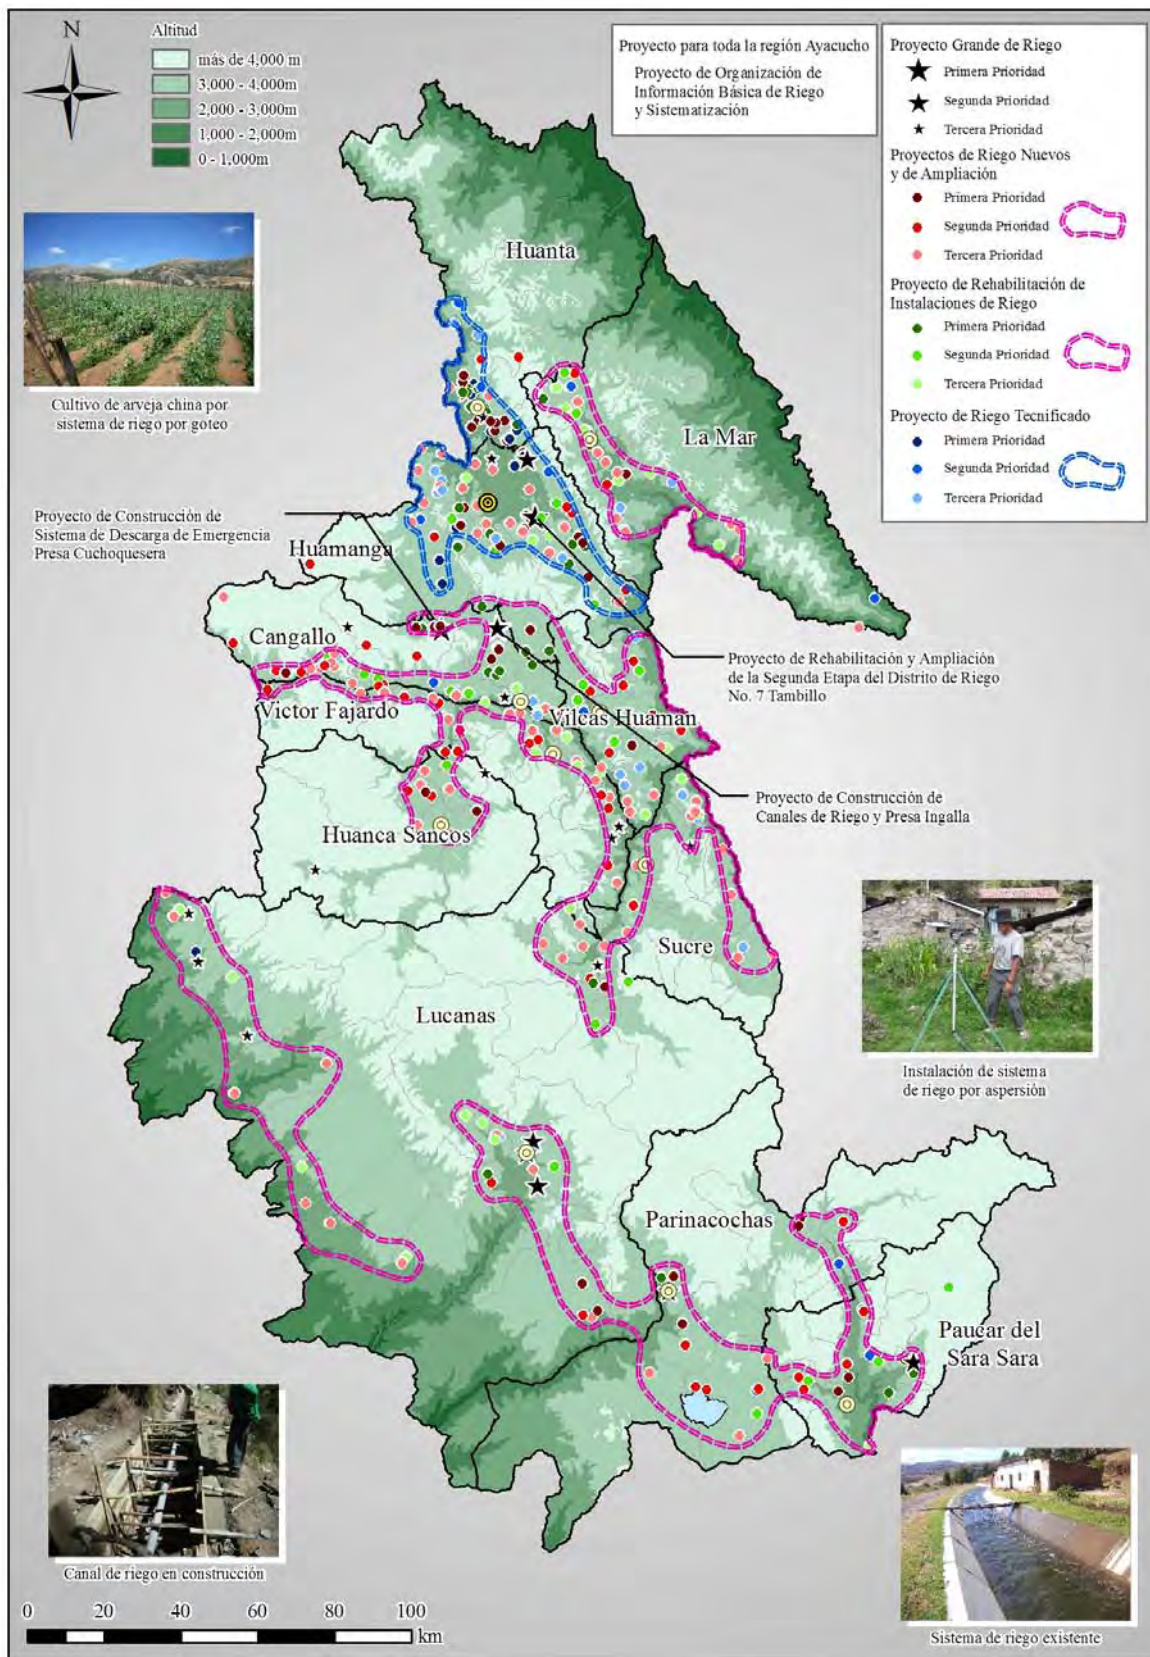 N
Altitud
más de 4,000 m
3,000 - 4,000m
2,000 - 3,000m
1,000 - 2,000m
0 - 1,000m
Proyecto para toda la región Ayacucho
Proyecto de Organización de
Información Básica de Riego
y Sistematización
Proyecto Grande de Riego
Primera Prioridad
Segunda Prioridad
Tercera Prioridad
Proyectos de Riego Nuevos
y de Ampliación
Primera Prioridad
Segunda Prioridad
Tercera Prioridad
Proyecto de Rehabilitación de
Instalaciones de Riego
Primera Prioridad
Segunda Prioridad
Tercera Prioridad
Proyecto de Riego Tecnificado
Primera Prioridad
Segunda Prioridad
Tercera Prioridad
Cultivo de arveja china por
sistema de riego por goteo
Huanta
La Mar
Proyecto de Construcción de
Sistema de Descarga de Emergencia
Presa Cuchoquesera
Huamanga
Cangallo
Proyecto de Rehabilitación y Ampliación
de la Segunda Etapa del Distrito de Riego
No. 7 Tambillo
Victor Fajardo
Vilcas Huaman
Proyecto de Construcción de
Canales de Riego y Presa Ingalla
Huanca Sancos
Sucre
Lucanas
Instalación de sistema
de riego por aspersión
Parinacochas
Paucar del
Sara Sara
Canal de riego en construcción
Sistema de riego existente
0 20 40 60 80 100
km